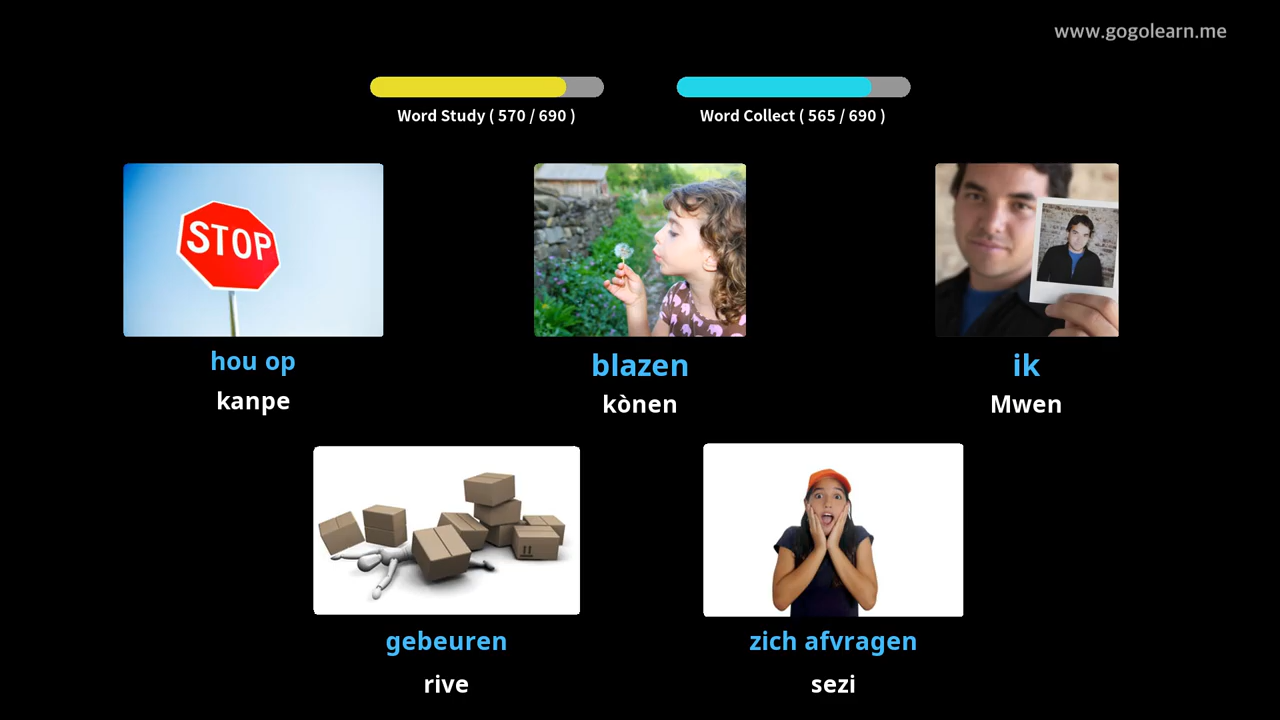 www.gogolearn.me
Word Study ( 570 / 690 )
Word Collect ( 565 / 690 )
STOP
hou op
kanpe
blazen
kònen
ik
Mwen
gebeuren
rive
zich afvragen
sezi